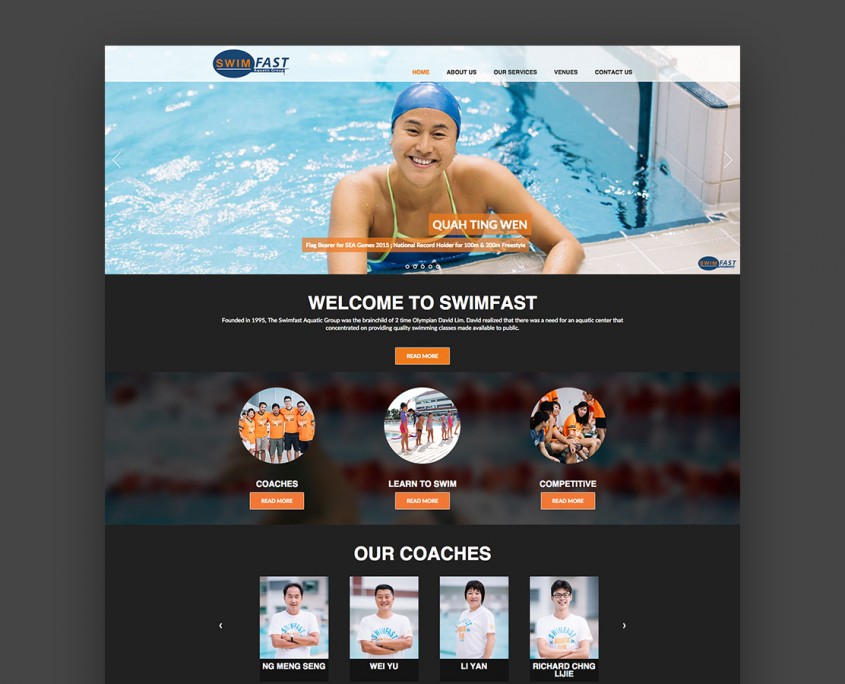 SWIMFAST
Aquatic Group
HOME ABOUT US OUR SERVICES VENUES CONTACT US
QUAH TING WEN
Flag Bearer for SEA Games 2015 | National Record Holder for 100m & 200m Freestyle
SWIMFAST
WELCOME TO SWIMFAST
Founded in 1995, The Swimfast Aquatic Group was the brainchild of 2 time Olympian David Lim. David realized that there was a need for an aquatic center that
concentrated on providing quality swimming classes made available to public.
READ MORE
COACHES LEARN TO SWIM COMPETITIVE
READ MORE READ MORE READ MORE
OUR COACHES
SWIMFAST SWIMFAST SWIMFAST
NG MENG SENG WEI YU LI YAN RICHARD CHNG
LIJIE